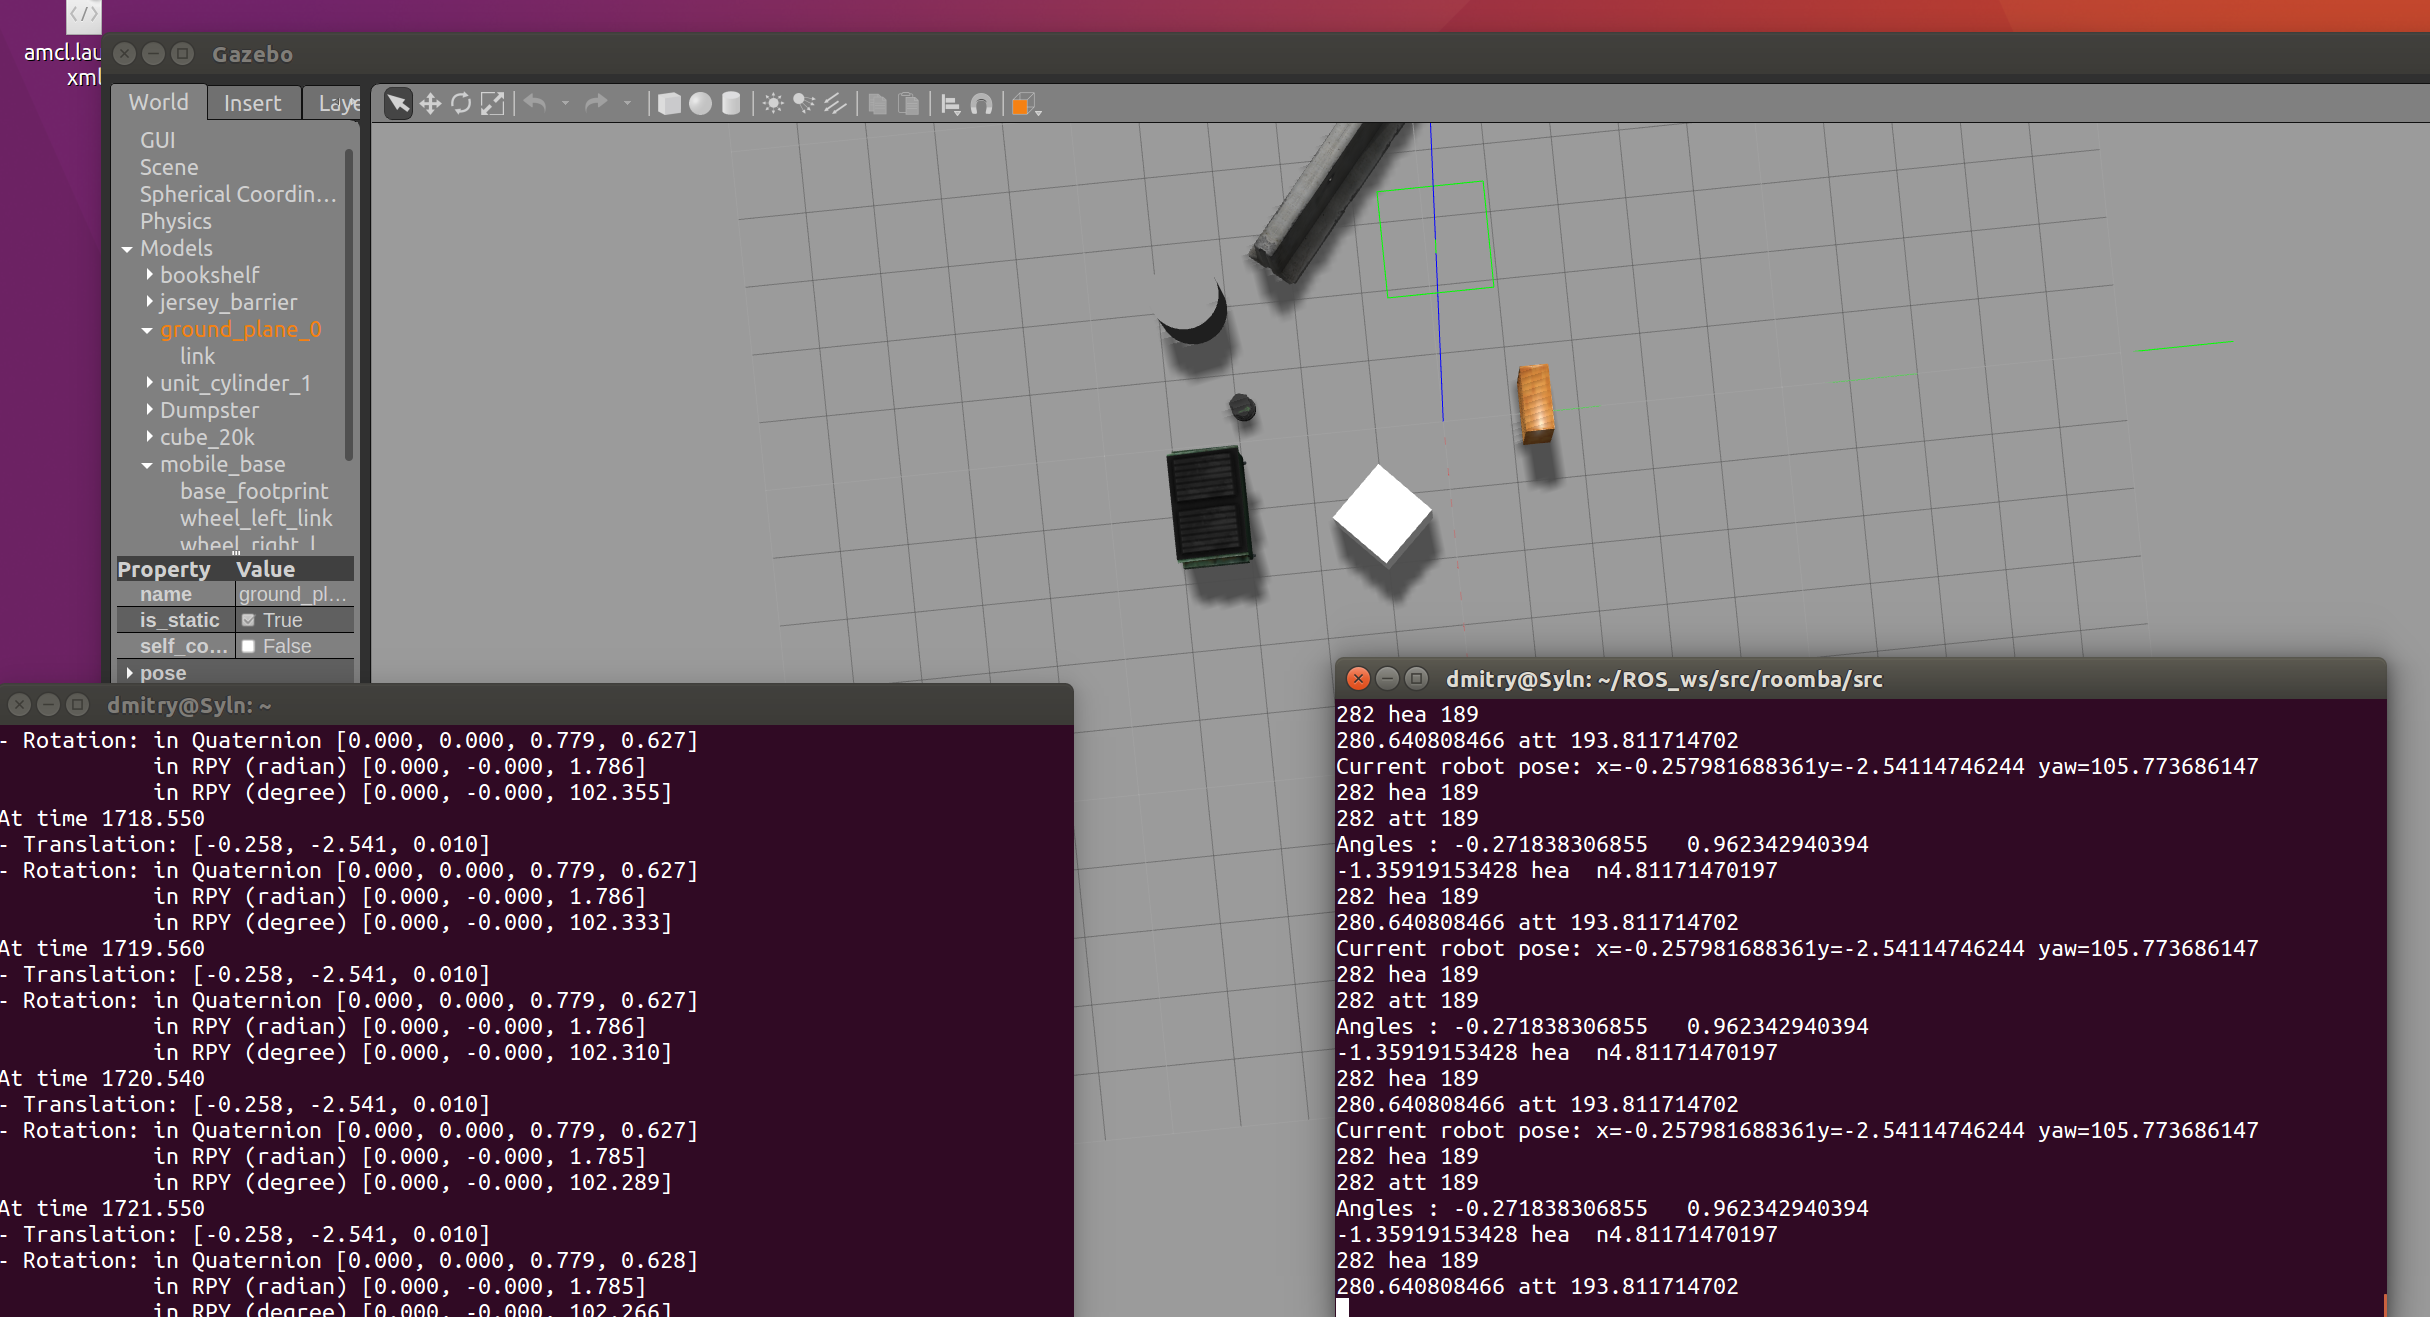 amcl.lau
xml
Gazebo
World Insert Laye
GUI
Scene
Spherical Coordin...
Physics
Models
bookshelf
jersey_barrier
ground_plane_0
link
unit_cylinder_1
Dumpster
cube_20k
mobile_base
base_footprint
wheel_left_link
wheel_right_l
Property Value
name ground_pl...
is_static True
self_co... False
pose
dmitry@Syln: ~
- Rotation: in Quaternion [0.000, 0.000, 0.779, 0.627]
in RPY (radian) [0.000, -0.000, 1.786]
in RPY (degree) [0.000, -0.000, 102.355]
At time 1718.550
- Translation: [-0.258, -2.541, 0.010]
- Rotation: in Quaternion [0.000, 0.000, 0.779, 0.627]
in RPY (radian) [0.000, -0.000, 1.786]
in RPY (degree) [0.000, -0.000, 102.333]
At time 1719.560
- Translation: [-0.258, -2.541, 0.010]
- Rotation: in Quaternion [0.000, 0.000, 0.779, 0.627]
in RPY (radian) [0.000, -0.000, 1.786]
in RPY (degree) [0.000, -0.000, 102.310]
At time 1720.540
- Translation: [-0.258, -2.541, 0.010]
- Rotation: in Quaternion [0.000, 0.000, 0.779, 0.627]
in RPY (radian) [0.000, -0.000, 1.785]
in RPY (degree) [0.000, -0.000, 102.289]
At time 1721.550
- Translation: [-0.258, -2.541, 0.010]
- Rotation: in Quaternion [0.000, 0.000, 0.779, 0.628]
in RPY (radian) [0.000, -0.000, 1.785]
in RPY (degree) [0.000, -0.000, 102.266]
dmitry@Syln: ~/ROS_ws/src/roomba/src
282 hea 189
280.640808466 att 193.811714702
Current robot pose: x=-0.257981688361y=-2.54114746244 yaw=105.773686147
282 hea 189
282 att 189
Angles : -0.271838306855   0.962342940394
-1.35919153428 hea  n4.81171470197
282 hea 189
280.640808466 att 193.811714702
Current robot pose: x=-0.257981688361y=-2.54114746244 yaw=105.773686147
282 hea 189
282 att 189
Angles : -0.271838306855   0.962342940394
-1.35919153428 hea  n4.81171470197
282 hea 189
280.640808466 att 193.811714702
Current robot pose: x=-0.257981688361y=-2.54114746244 yaw=105.773686147
282 hea 189
282 att 189
Angles : -0.271838306855   0.962342940394
-1.35919153428 hea  n4.81171470197
282 hea 189
280.640808466 att 193.811714702